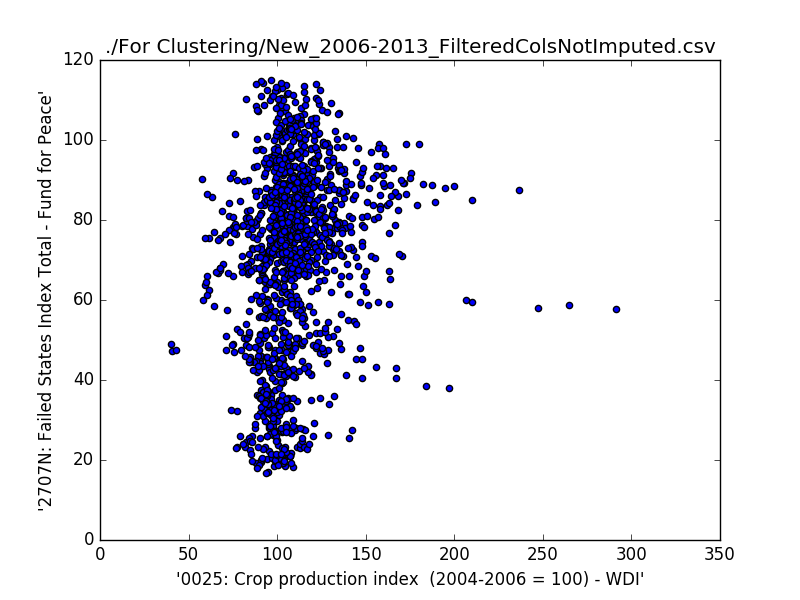 ./For Clustering/New_2006-2013_FilteredColsNotImputed.csv
120
100
80
60
40
20
0
'2707N: Failed States Index Total - Fund for Peace'
0 50 100 150 200 250 300 350
'0025: Crop production index  (2004-2006 = 100) - WDI'